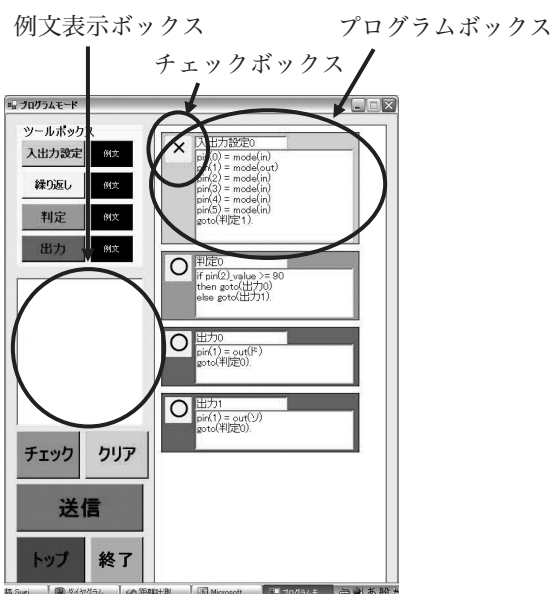 例文表示ボックス
プログラムボックス
チェックボックス
プログラムモード
ツールボックス
入出力設定 例文
繰り返し 例文
判定 例文
出力 例文
チェック クリア
送信
トップ 終了
× 入出力設定0
pin(0) = mode(in)
pin(1) = mode(out)
pin(2) = mode(in)
pin(3) = mode(in)
pin(4) = mode(in)
pin(5) = mode(in)
goto(判定1).
○ 判定0
if pin(2)_value >= 90
then goto(出力0)
else goto(出力1).
○ 出力0
pin(1) = out(ド)
goto(判定0).
○ 出力1
pin(1) = out(ソ)
goto(判定0).
Microsoft